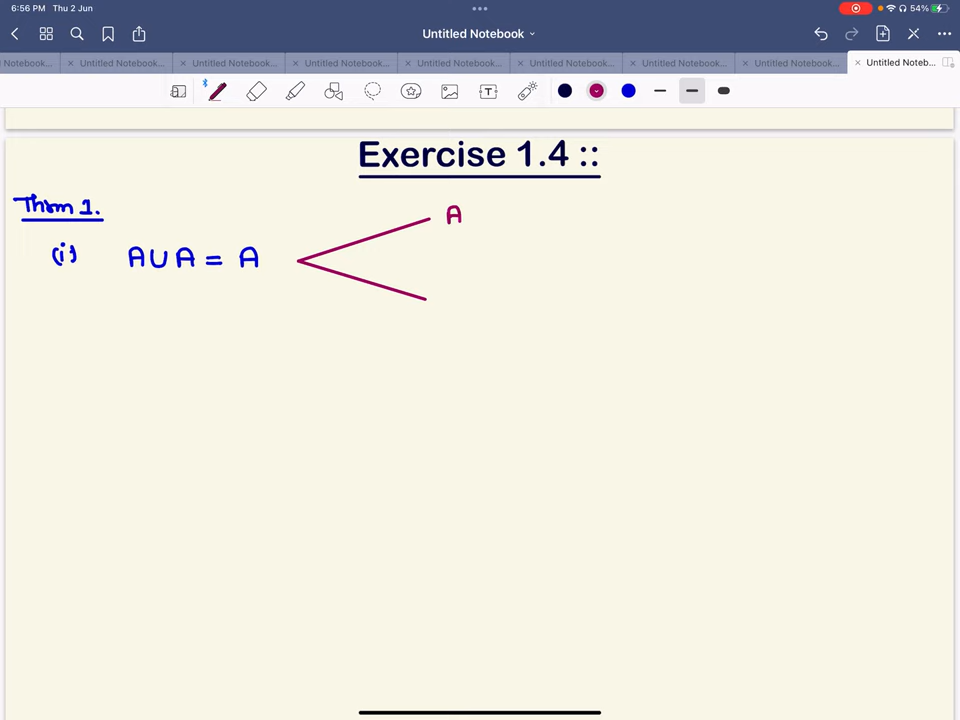 6:56 PM Thu 2 Jun
54%
Untitled Notebook
Notebook...
Untitled Notebook...
Untitled Notebook...
Untitled Notebook...
Untitled Notebook...
Untitled Notebook...
Untitled Notebook...
Untitled Notebook...
Untitled Noteb...
T
Exercise 1.4 ::
Thrm 1.
A
(i) A∪A = A